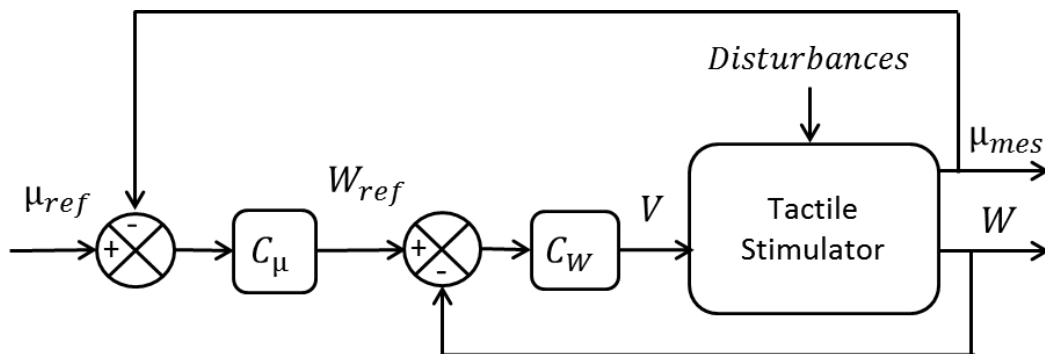 Disturbances
μ_mes
μ_ref
-
+
C_μ
W_ref
+
-
C_W
V
Tactile
Stimulator
W